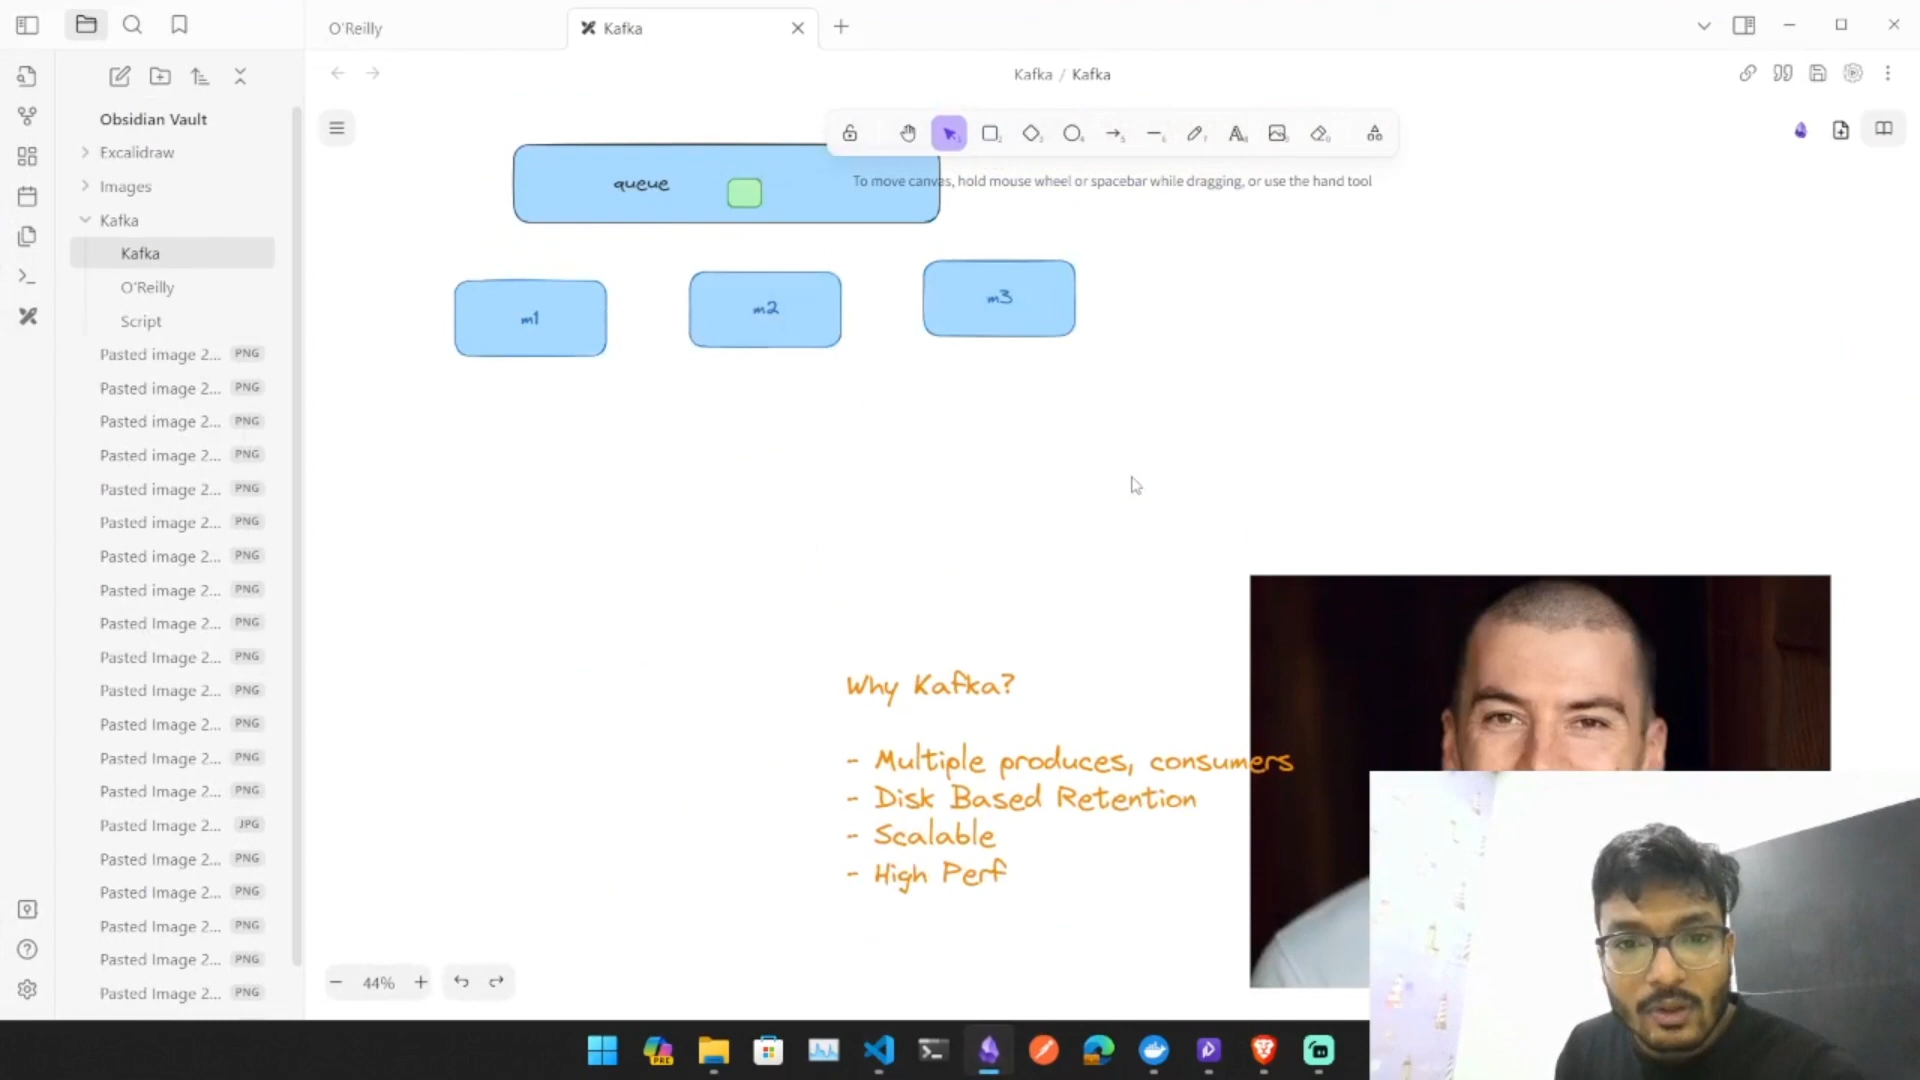 O'Reilly
Kafka
Kafka / Kafka
Obsidian Vault
Excalidraw
Images
Kafka
Kafka
O'Reilly
Script
Pasted image 2... PNG
Pasted image 2... PNG
Pasted image 2... PNG
Pasted image 2... PNG
Pasted image 2... PNG
Pasted image 2... PNG
Pasted image 2... PNG
Pasted image 2... PNG
Pasted image 2... PNG
Pasted Image 2... PNG
Pasted Image 2... PNG
Pasted Image 2... PNG
Pasted Image 2... PNG
Pasted Image 2... PNG
Pasted Image 2... JPG
Pasted Image 2... PNG
Pasted Image 2... PNG
Pasted Image 2... PNG
Pasted Image 2... PNG
Pasted Image 2... PNG
To move canvas, hold mouse wheel or spacebar while dragging, or use the hand tool
queue
m1
m2
m3
Why Kafka?
- Multiple produces, consumers
- Disk Based Retention
- Scalable
- High Perf
44%
PRE